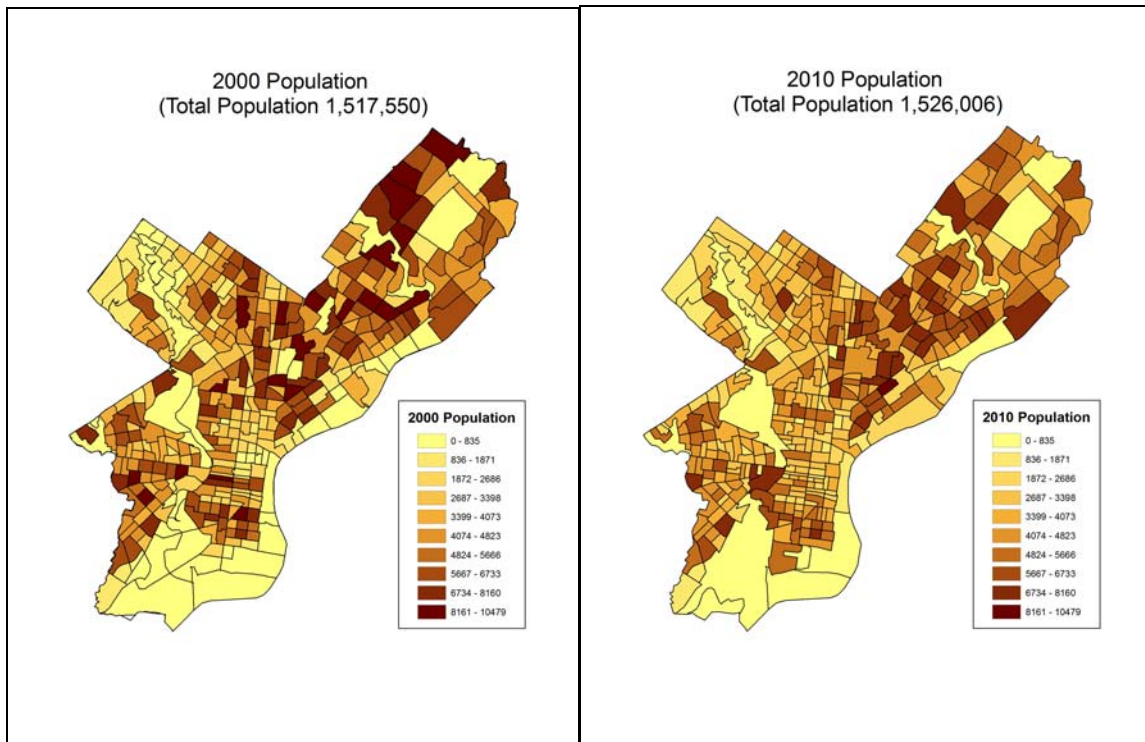 2000 Population
(Total Population 1,517,550)
2000 Population
0 - 835
836 - 1871
1872 - 2686
2687 - 3398
3399 - 4073
4074 - 4823
4824 - 5666
5667 - 6733
6734 - 8160
8161 - 10479
2010 Population
(Total Population 1,526,006)
2010 Population
0 - 835
836 - 1871
1872 - 2686
2687 - 3398
3399 - 4073
4074 - 4823
4824 - 5666
5667 - 6733
6734 - 8160
8161 - 10479